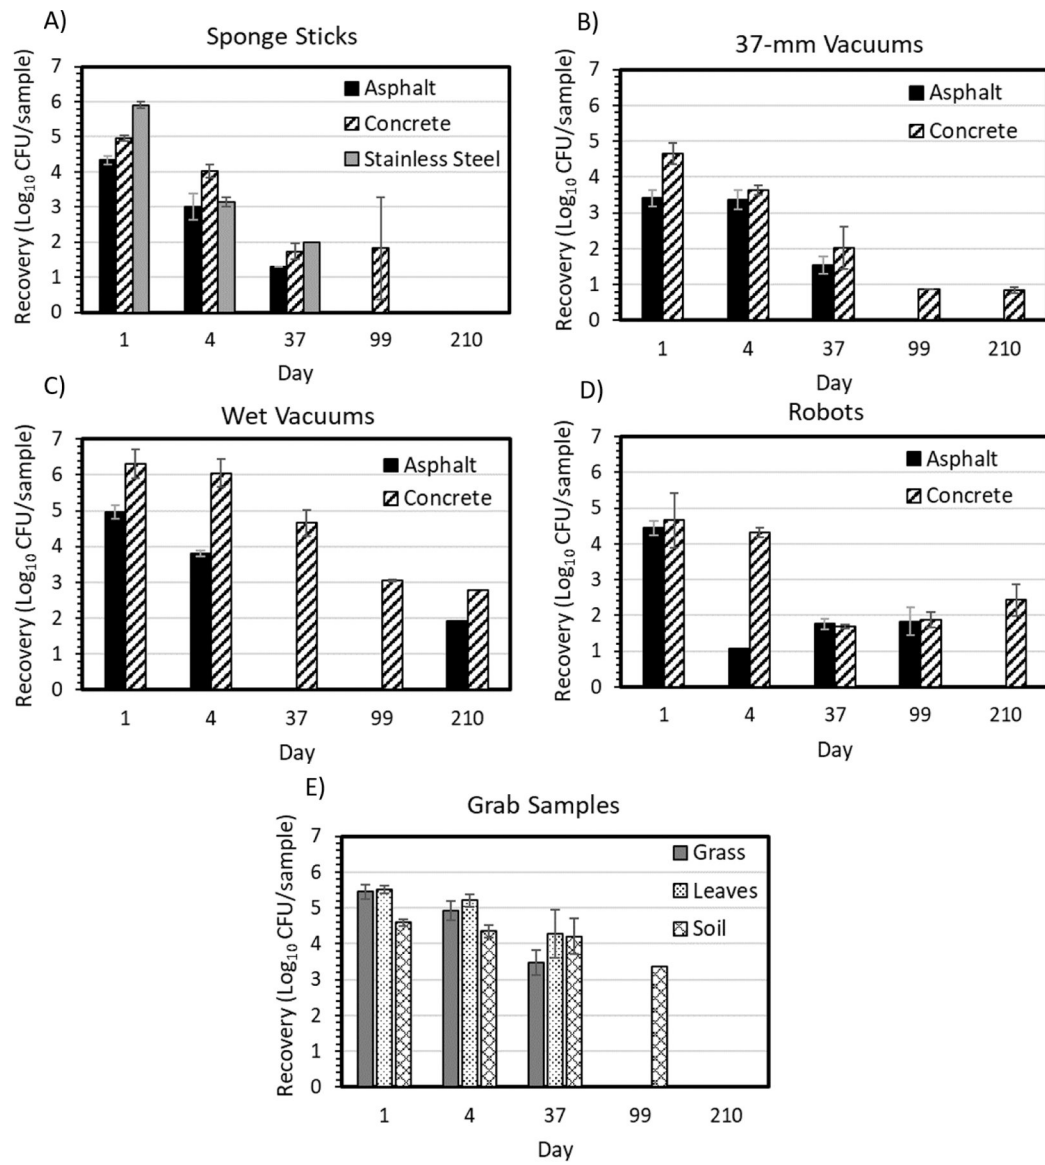 A)
Sponge Sticks
Recovery (Log10 CFU/sample)
7
6
5
4
3
2
1
0
Asphalt
Concrete
Stainless Steel
1 4 37 99 210
Day
B)
37-mm Vacuums
Recovery (Log10 CFU/sample)
7
6
5
4
3
2
1
0
Asphalt
Concrete
1 4 37 99 210
Day
C)
Wet Vacuums
Recovery (Log10 CFU/sample)
7
6
5
4
3
2
1
0
Asphalt
Concrete
1 4 37 99 210
Day
D)
Robots
Recovery (Log10 CFU/sample)
7
6
5
4
3
2
1
0
Asphalt
Concrete
1 4 37 99 210
Day
E)
Grab Samples
Recovery (Log10 CFU/sample)
7
6
5
4
3
2
1
0
Grass
Leaves
Soil
1 4 37 99 210
Day